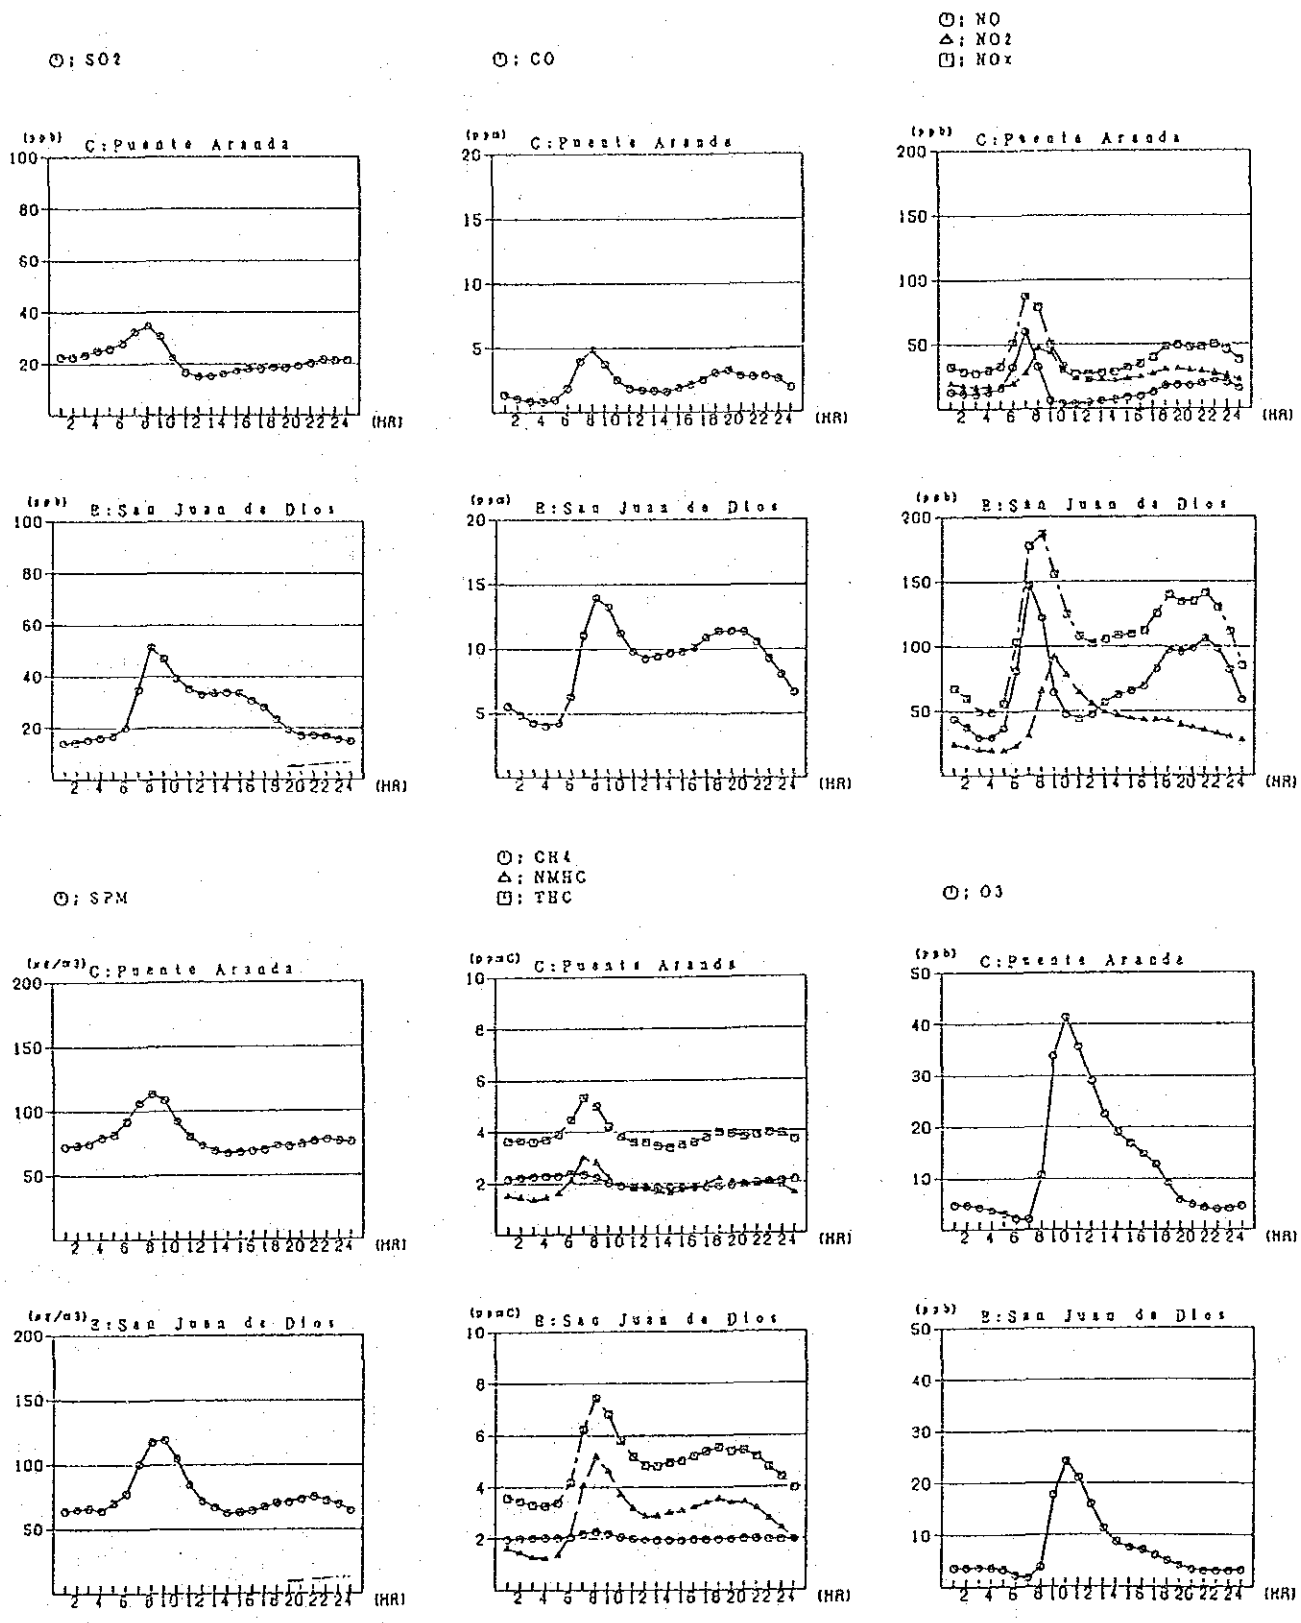 SO2
CO
NO
NO2
NOx
(ppb) C:Puente Aranda
100
80
60
40
20
2 4 6 8 10 12 14 16 18 20 22 24 (HR)
(ppm) C:Puente Aranda
20
15
10
5
2 4 6 8 10 12 14 16 18 20 22 24 (HR)
(ppb) C:Puente Aranda
200
150
100
50
2 4 6 8 10 12 14 16 18 20 22 24 (HR)
(ppb) E:San Juan de Dios
100
80
60
40
20
2 4 6 8 10 12 14 16 18 20 22 24 (HR)
(ppm) E:San Juan de Dios
20
15
10
5
2 4 6 8 10 12 14 16 18 20 22 24 (HR)
(ppb) E:San Juan de Dios
200
150
100
50
2 4 6 8 10 12 14 16 18 20 22 24 (HR)
SPM
CH4
NMHC
THC
O3
C:Puente Aranda
200
150
100
50
2 4 6 8 10 12 14 16 18 20 22 24 (HR)
(ppmC) C:Puente Aranda
10
8
6
4
2
2 4 6 8 10 12 14 16 18 20 22 24 (HR)
(ppb) C:Puente Aranda
50
40
30
20
10
2 4 6 8 10 12 14 16 18 20 22 24 (HR)
E:San Juan de Dios
200
150
100
50
2 4 6 8 10 12 14 16 18 20 22 24 (HR)
(ppmC) E:San Juan de Dios
10
8
6
4
2
2 4 6 8 10 12 14 16 18 20 22 24 (HR)
(ppb) E:San Juan de Dios
50
40
30
20
10
2 4 6 8 10 12 14 16 18 20 22 24 (HR)